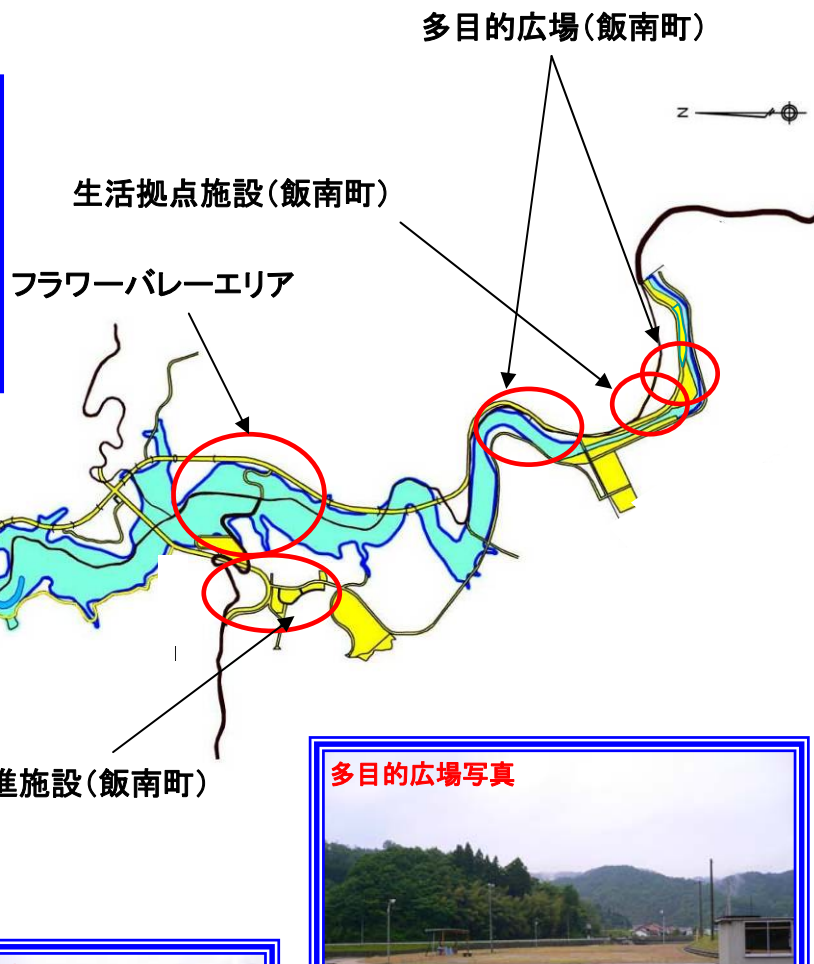 多目的広場(飯南町)
N
生活拠点施設(飯南町)
フラワーバレーエリア
進施設(飯南町)
多目的広場写真